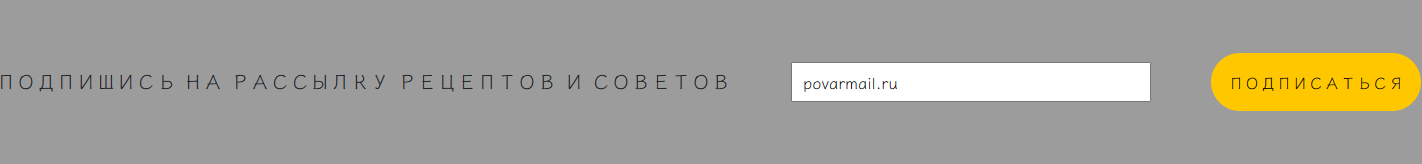 ПОДПИШИСЬ НА РАССЫЛКУ РЕЦЕПТОВ И СОВЕТОВ
povarmail.ru
ПОДПИСАТЬСЯ